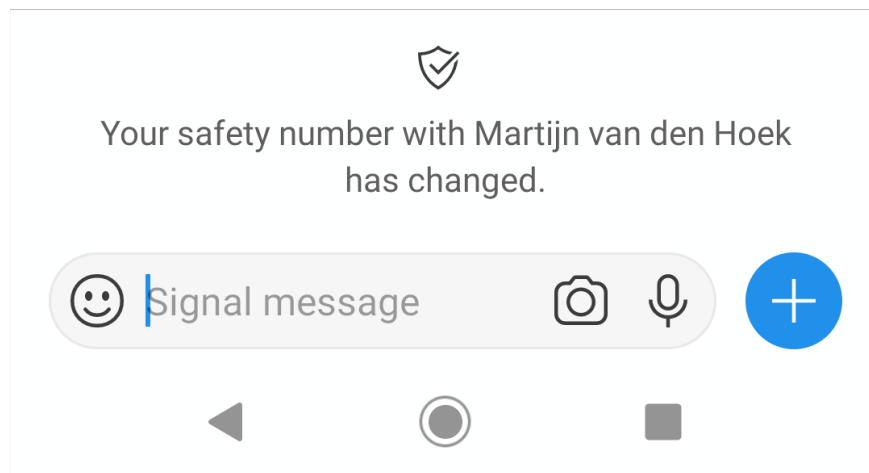 Your safety number with Martijn van den Hoek
has changed.
Signal message